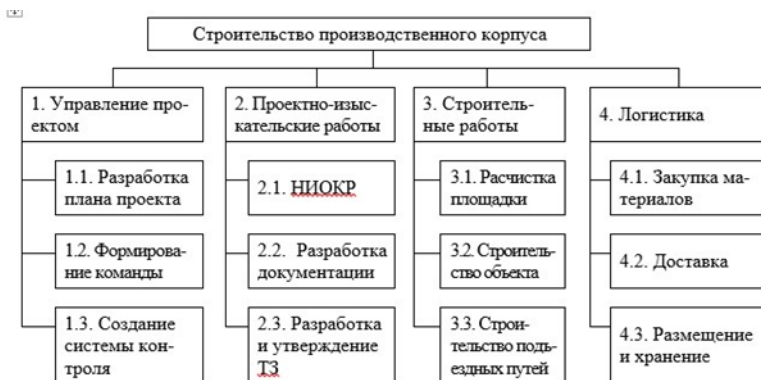 Строительство производственного корпуса
1. Управление про-
ектом
1.1. Разработка
плана проекта
1.2. Формирова-
ние команды
1.3. Создание
системы кон-
троля
2. Проектно-изыс-
кательские работы
2.1. НИОКР
2.2. Разработка
документации
2.3. Разработка
и утверждение
ТЗ
3. Строитель-
ные работы
3.1. Расчистка
площадки
3.2. Строитель-
ство объекта
3.3. Строи-
тельство подъ-
ездных путей
4. Логистика
4.1. Закупка ма-
териалов
4.2. Доставка
4.3. Размещение
и хранение